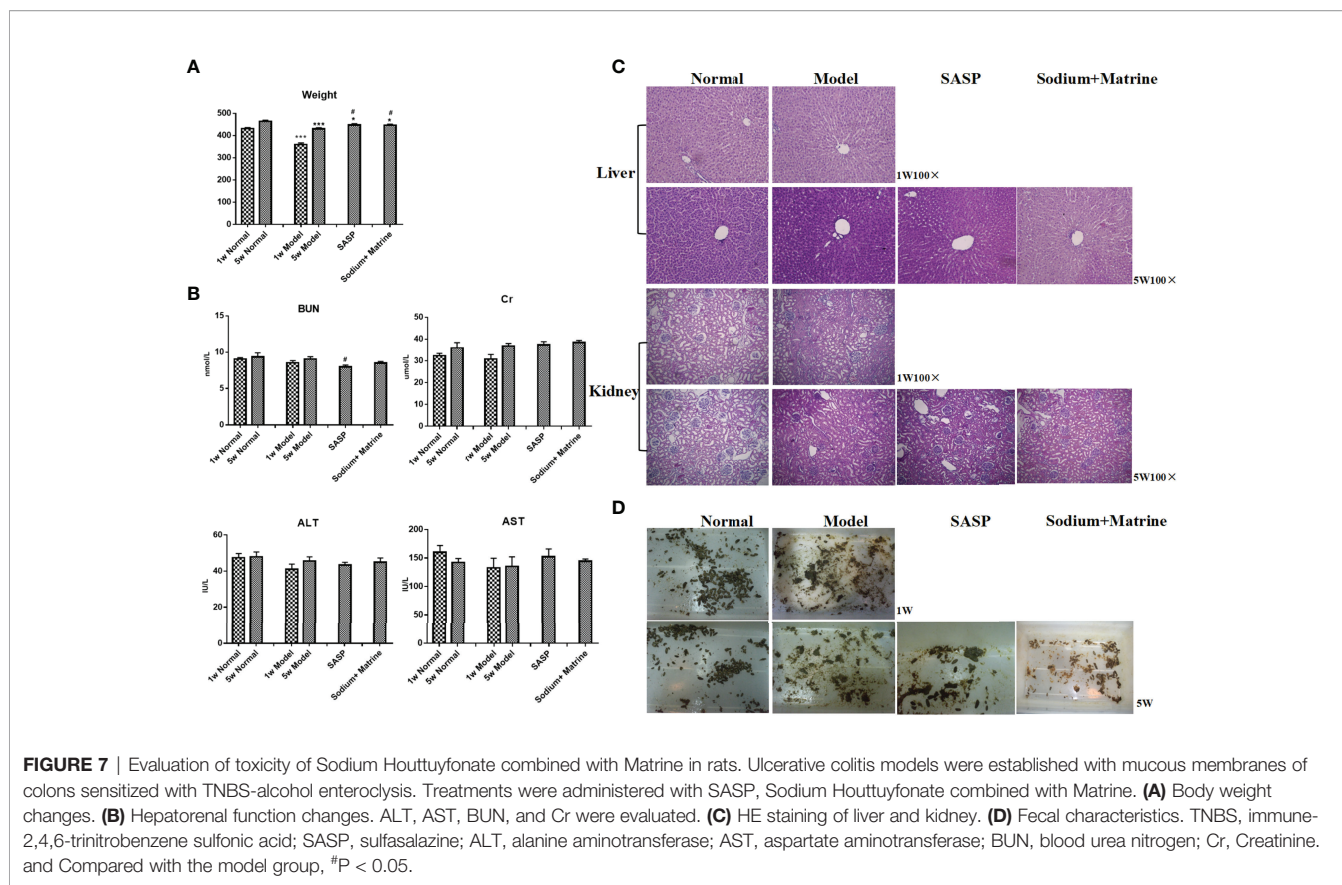 A
Weight
500
400
300
200
100
0
***
***
#
*
#
*
1w Normal
5w Normal
1w Model
5w Model
SASP
Sodium+ Matrine
B
BUN
nmol/L
15
10
5
0
#
1w Normal
5w Normal
1w Model
5w Model
SASP
Sodium+ Matrine
Cr
umol/L
50
40
30
20
10
0
1w Normal
5w Normal
rw Model
5w Model
SASP
Sodium+ Matrine
ALT
IU/L
60
40
20
0
1w Normal
5w Normal
1w Model
5w Model
SASP
Sodium+ Matrine
AST
IU/L
200
150
100
50
0
1w Normal
5w Normal
1w Model
5w Model
SASP
Sodium+ Matrine
C
Normal Model SASP Sodium+Matrine
Liver
1W100×
5W100×
Kidney
1W100×
5W100×
D
Normal Model SASP Sodium+Matrine
1W
5W
FIGURE 7 | Evaluation of toxicity of Sodium Houttuyfonate combined with Matrine in rats. Ulcerative colitis models were established with mucous membranes of
colons sensitized with TNBS-alcohol enteroclysis. Treatments were administered with SASP, Sodium Houttuyfonate combined with Matrine. (A) Body weight
changes. (B) Hepatorenal function changes. ALT, AST, BUN, and Cr were evaluated. (C) HE staining of liver and kidney. (D) Fecal characteristics. TNBS, immune-
2,4,6-trinitrobenzene sulfonic acid; SASP, sulfasalazine; ALT, alanine aminotransferase; AST, aspartate aminotransferase; BUN, blood urea nitrogen; Cr, Creatinine.
and Compared with the model group, #P < 0.05.